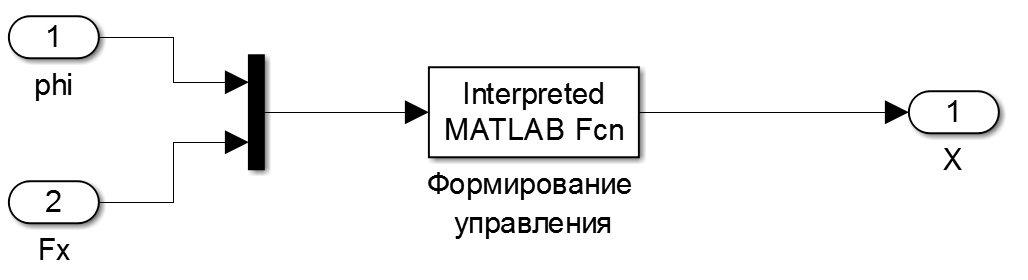 1
phi
2
Fx
Interpreted
MATLAB Fcn
Формирование
управления
1
X